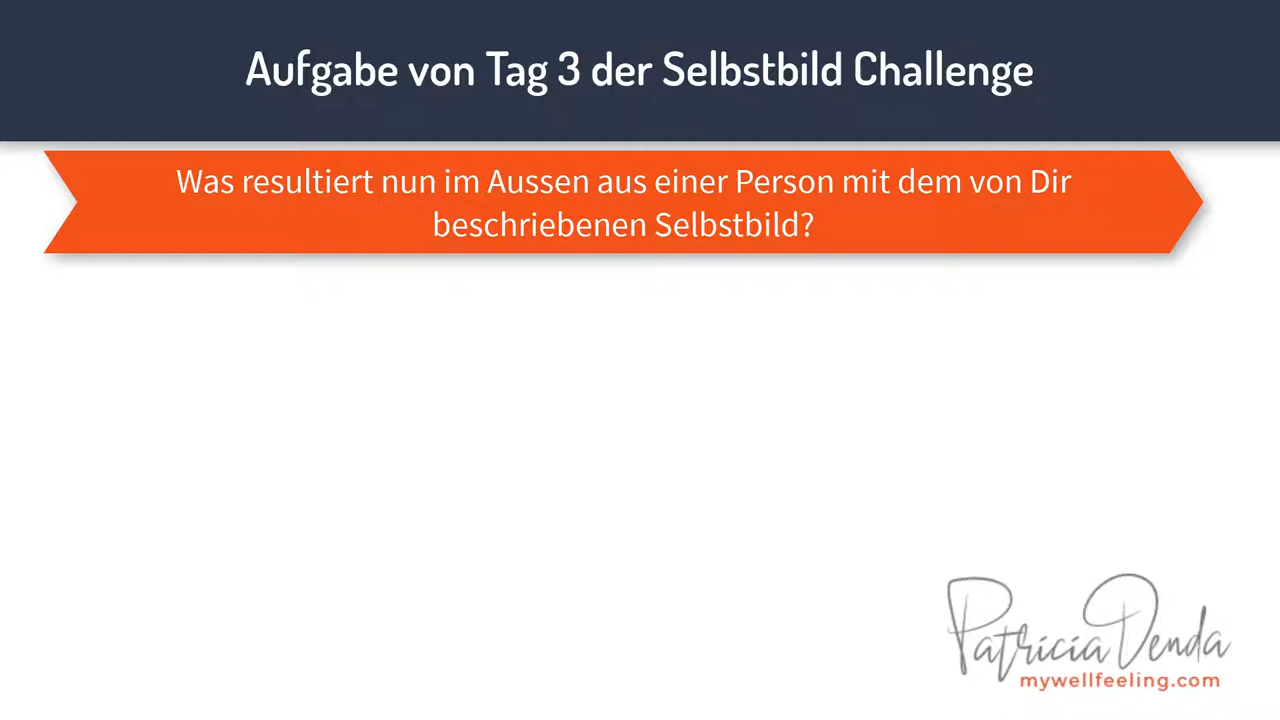 Aufgabe von Tag 3 der Selbstbild Challenge
Was resultiert nun im Aussen aus einer Person mit dem von Dir
beschriebenen Selbstbild?
Patricia Denda
mywellfeeling.com